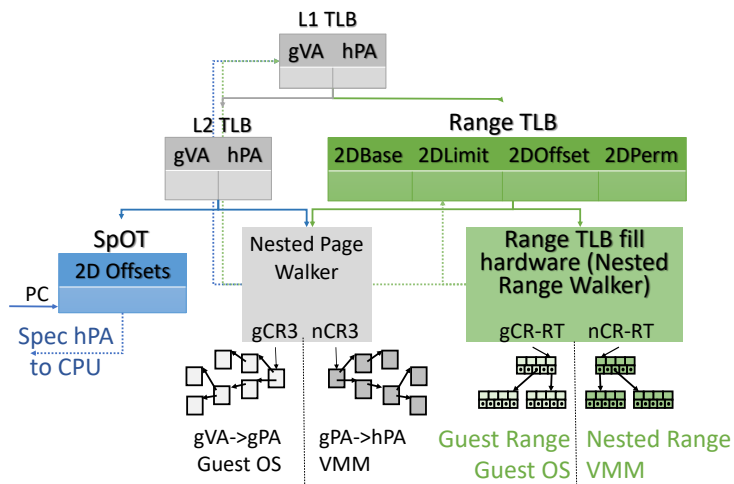 L1 TLB
gVA hPA
L2 TLB
gVA hPA
Range TLB
2DBase 2DLimit 2DOffset 2DPerm
SpOT
2D Offsets
PC
Spec hPA
to CPU
Nested Page
Walker
gCR3 nCR3
Range TLB fill
hardware (Nested
Range Walker)
gCR-RT nCR-RT
gVA->gPA
Guest OS
gPA->hPA
VMM
Guest Range
Guest OS
Nested Range
VMM